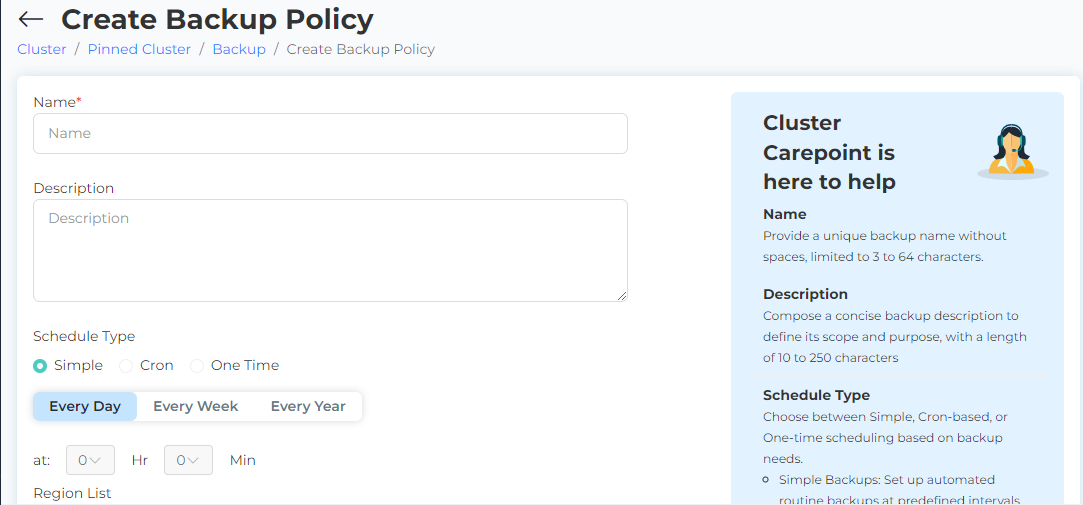 Create Backup Policy
Cluster / Pinned Cluster / Backup / Create Backup Policy
Name*
Name
Description
Description
Schedule Type
Simple Cron One Time
Every Day Every Week Every Year
at: 0 Hr 0 Min
Region List
Cluster
Carepoint is
here to help
Name
Provide a unique backup name without
spaces, limited to 3 to 64 characters.
Description
Compose a concise backup description to
define its scope and purpose, with a length
of 10 to 250 characters
Schedule Type
Choose between Simple, Cron-based, or
One-time scheduling based on backup
needs.
Simple Backups: Set up automated
routine backups at predefined intervals